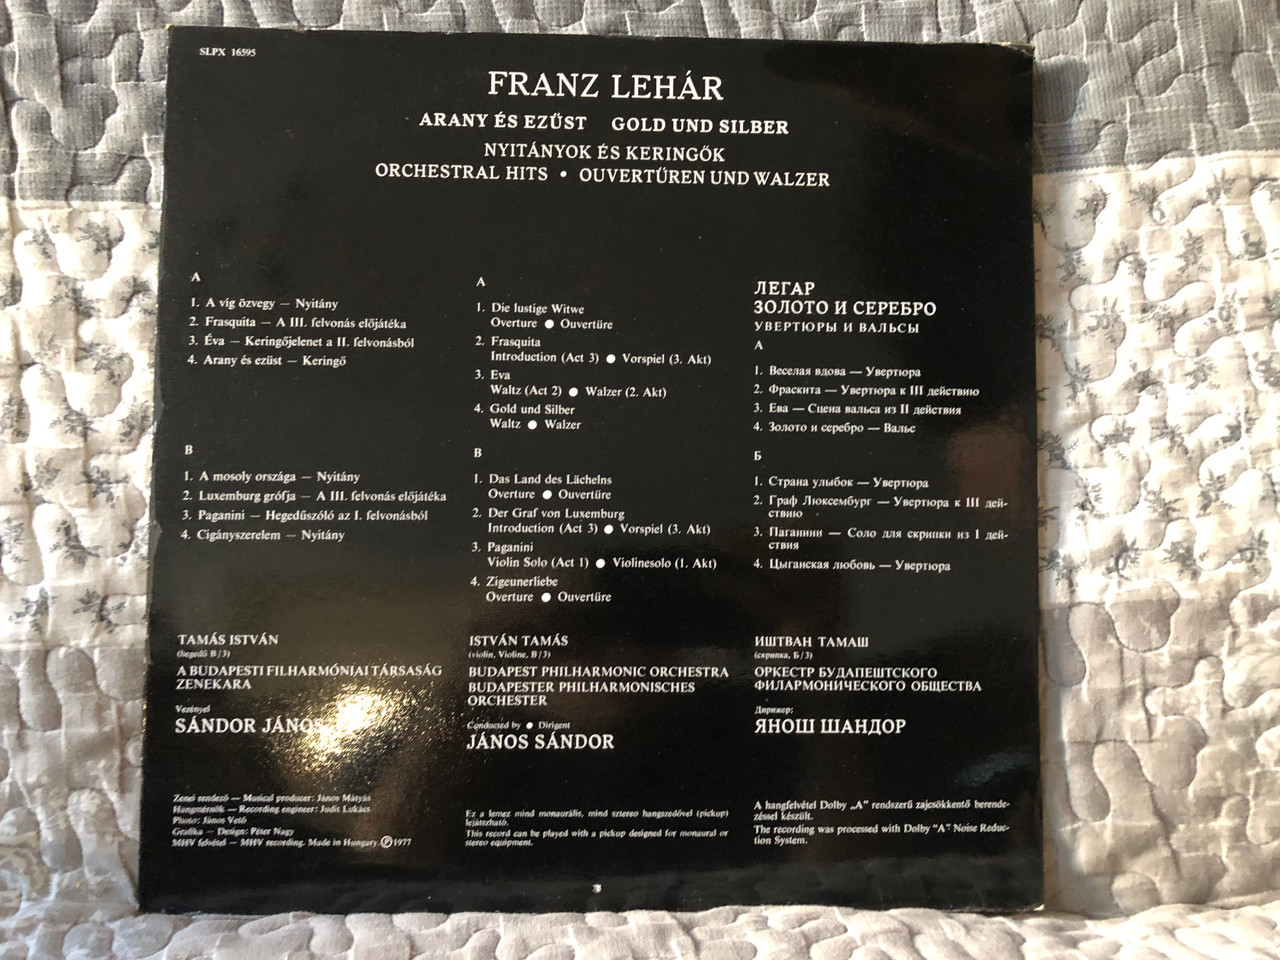 SLPX 16595
FRANZ LEHÁR
ARANY ÉS EZÜST GOLD UND SILBER
NYITÁNYOK ÉS KERINGŐK
ORCHESTRAL HITS • OUVERTÜREN UND WALZER
A
1. A víg özvegy — Nyitány
2. Frasquita — A III. felvonás előjátéka
3. Éva — Keringőjelenet a II. felvonásból
4. Arany és ezüst — Keringő
B
1. A mosoly országa — Nyitány
2. Luxemburg grófja — A III. felvonás előjátéka
3. Paganini — Hegedűszóló az I. felvonásból
4. Cigányszerelem — Nyitány
TAMÁS ISTVÁN
(hegedű B/3)
A BUDAPESTI FILHARMÓNIAI TÁRSASÁG
ZENEKARA
Vezényel
SÁNDOR JÁNOS
Zenei rendező — Musical producer: János Mátyás
Hangmérnök — Recording engineer: Judit Lukács
Photo: János Vető
Grafika — Design: Péter Nagy
MHV felvétel — MHV recording. Made in Hungary. Ⓟ 1977
A
1. Die lustige Witwe
Overture ● Ouvertüre
2. Frasquita
Introduction (Act 3) ● Vorspiel (3. Akt)
3. Eva
Waltz (Act 2) ● Walzer (2. Akt)
4. Gold und Silber
Waltz ● Walzer
B
1. Das Land des Lächelns
Overture ● Ouvertüre
2. Der Graf von Luxemburg
Introduction (Act 3) ● Vorspiel (3. Akt)
3. Paganini
Violin Solo (Act 1) ● Violinesolo (1. Akt)
4. Zigeunerliebe
Overture ● Ouvertüre
ISTVÁN TAMÁS
(violin, Violine, B/3)
BUDAPEST PHILHARMONIC ORCHESTRA
BUDAPESTER PHILHARMONISCHES
ORCHESTER
Conducted by ● Dirigent
JÁNOS SÁNDOR
Ez a lemez mind monaurális, mind sztereo hangszedővel (pickup)
lejátszható.
This record can be played with a pickup designed for monaural or
stereo equipment.
ЛЕГАР
ЗОЛОТО И СЕРЕБРО
УВЕРТЮРЫ И ВАЛЬСЫ
А
1. Веселая вдова — Увертюра
2. Фраскита — Увертюра к III действию
3. Ева — Сцена вальса из II действия
4. Золото и серебро — Вальс
Б
1. Страна улыбок — Увертюра
2. Граф Люксембург — Увертюра к III дей-
ствию
3. Паганини — Соло для скрипки из I дей-
ствия
4. Цыганская любовь — Увертюра
ИШТВАН ТАМАШ
(скрипка, Б/3)
ОРКЕСТР БУДАПЕШТСКОГО
ФИЛАРМОНИЧЕСКОГО ОБЩЕСТВА
Дирижер:
ЯНОШ ШАНДОР
A hangfelvétel Dolby „A” rendszerű zajcsökkentő berende-
zéssel készült.
The recording was processed with Dolby “A” Noise Reduc-
tion System.